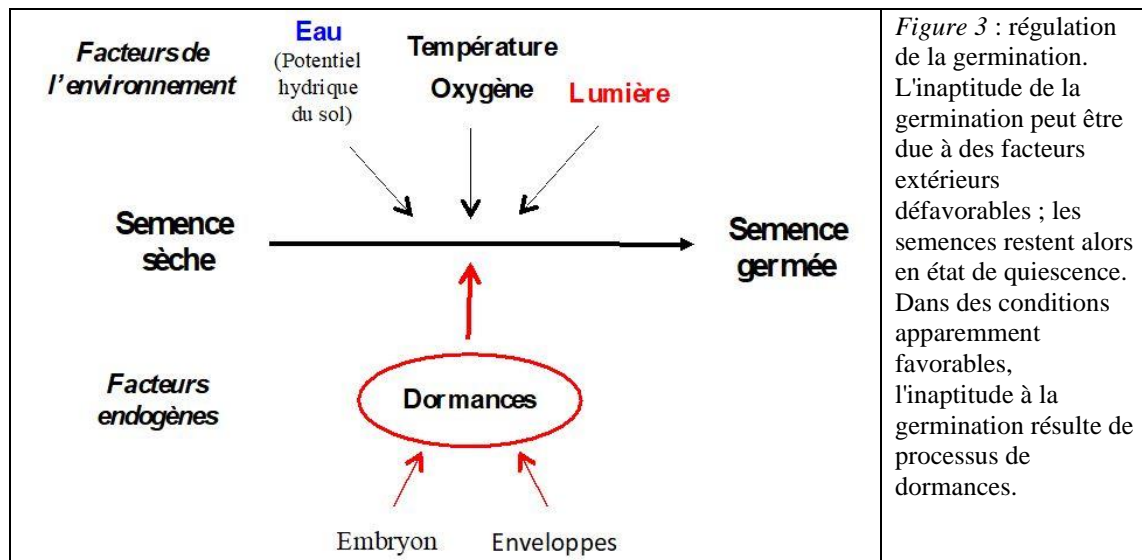 Facteurs de
l'environnement
Eau
(Potentiel
hydrique
du sol)
Température
Oxygène
Lumière
Semence
sèche
Semence
germée
Facteurs
endogènes
Dormances
Embryon
Enveloppes
Figure 3 : régulation
de la germination.
L'inaptitude de la
germination peut être
due à des facteurs
extérieurs
défavorables ; les
semences restent alors
en état de quiescence.
Dans des conditions
apparemment
favorables,
l'inaptitude à la
germination résulte de
processus de
dormances.